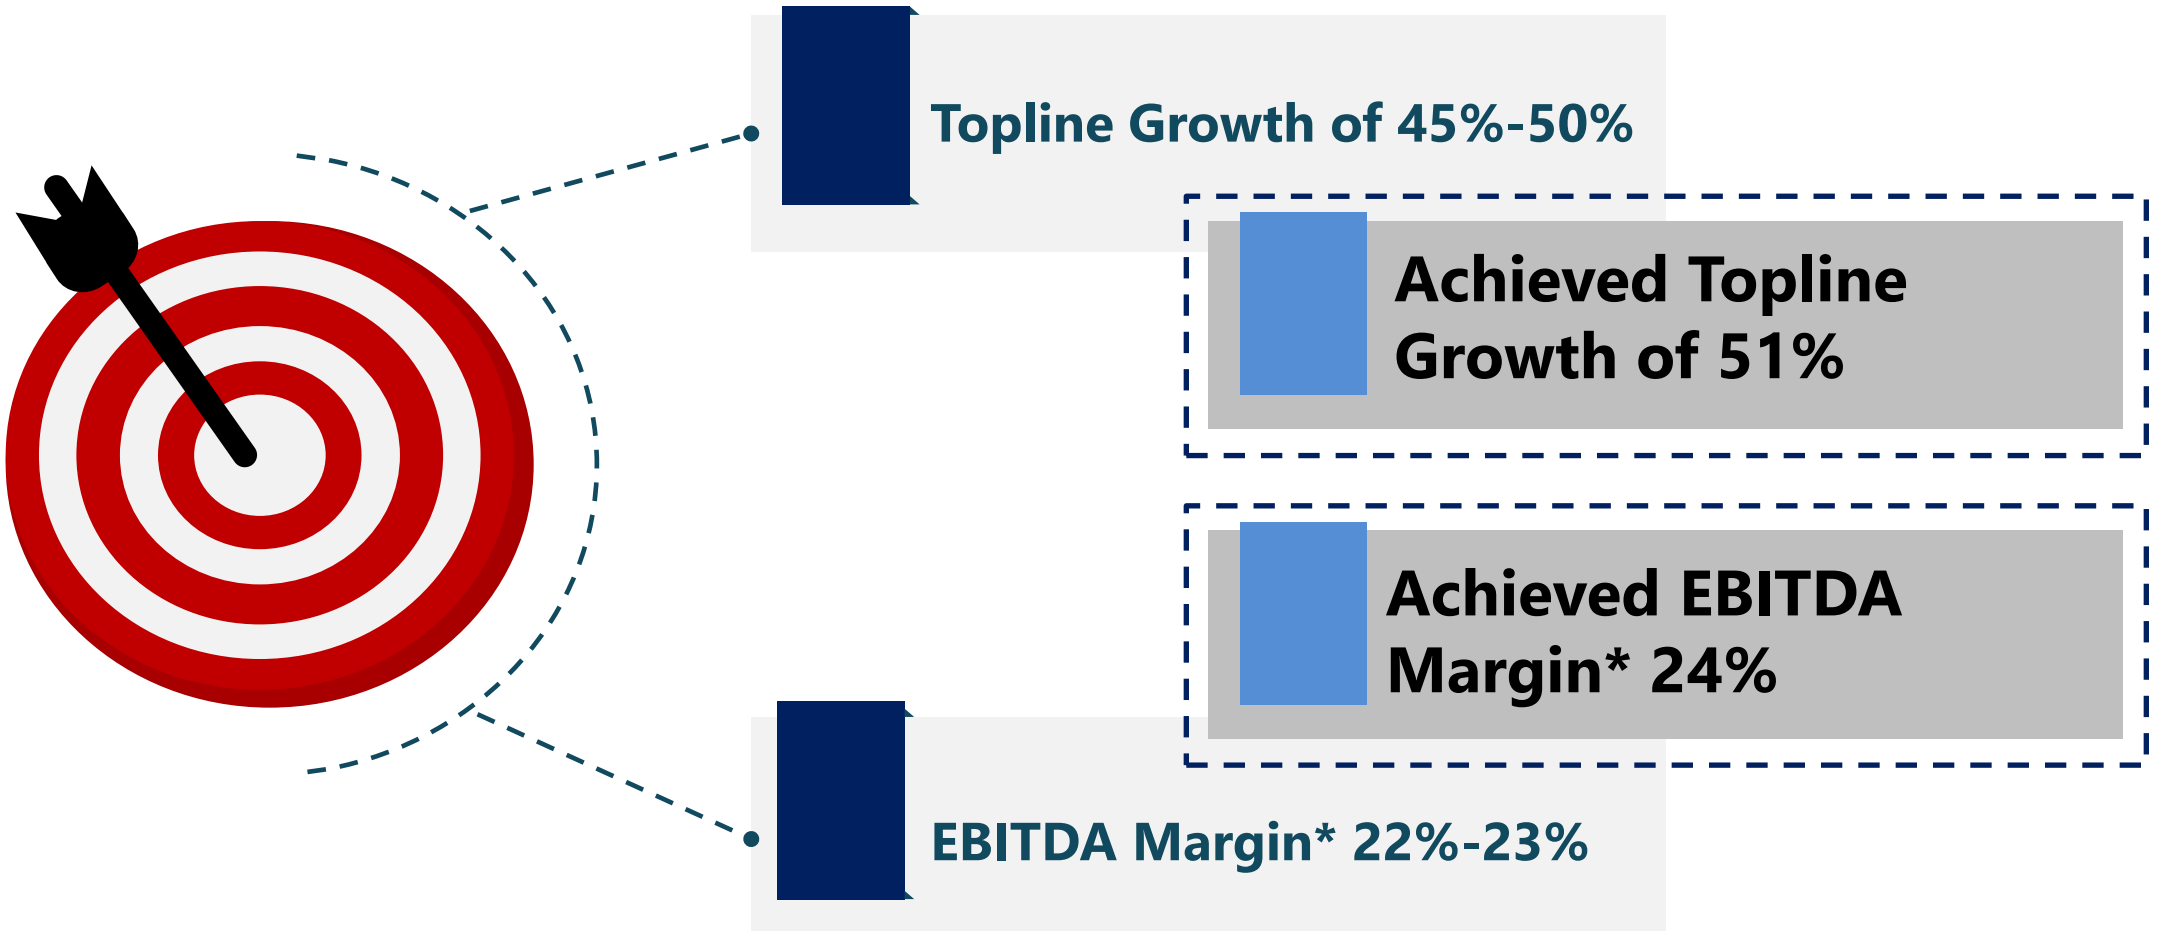 Topline Growth of 45%-50%
Achieved Topline
Growth of 51%
Achieved EBITDA
Margin* 24%
EBITDA Margin* 22%-23%